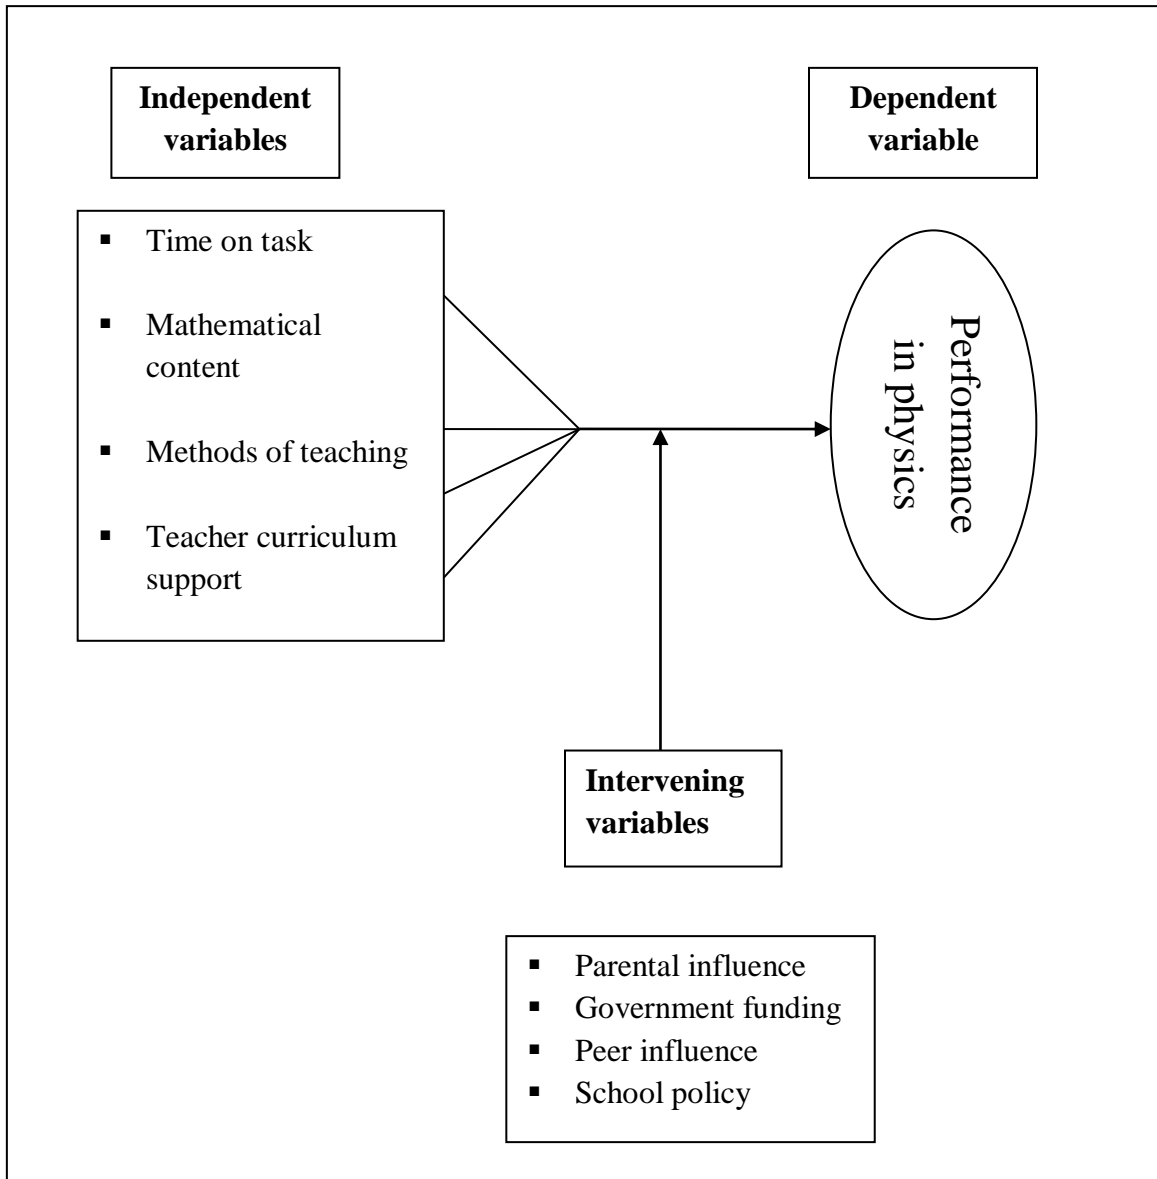 Independent
variables
Dependent
variable
▪ Time on task
▪ Mathematical
content
▪ Methods of teaching
▪ Teacher curriculum
support
Performance
in physics
Intervening
variables
▪ Parental influence
▪ Government funding
▪ Peer influence
▪ School policy